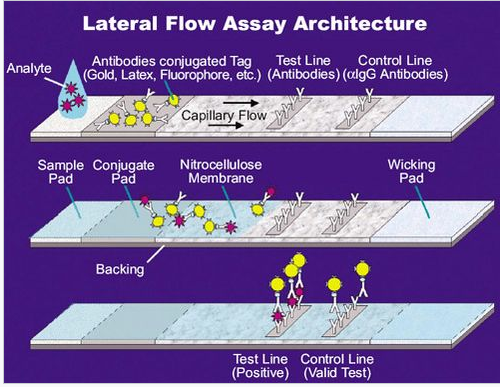 Lateral Flow Assay Architecture
Analyte
Antibodies conjugated Tag
(Gold, Latex, Fluorophore, etc.)
Test Line
(Antibodies)
Control Line
(αIgG Antibodies)
Capillary Flow
Sample
Pad
Conjugate
Pad
Nitrocellulose
Membrane
Wicking
Pad
Backing
Test Line
(Positive)
Control Line
(Valid Test)